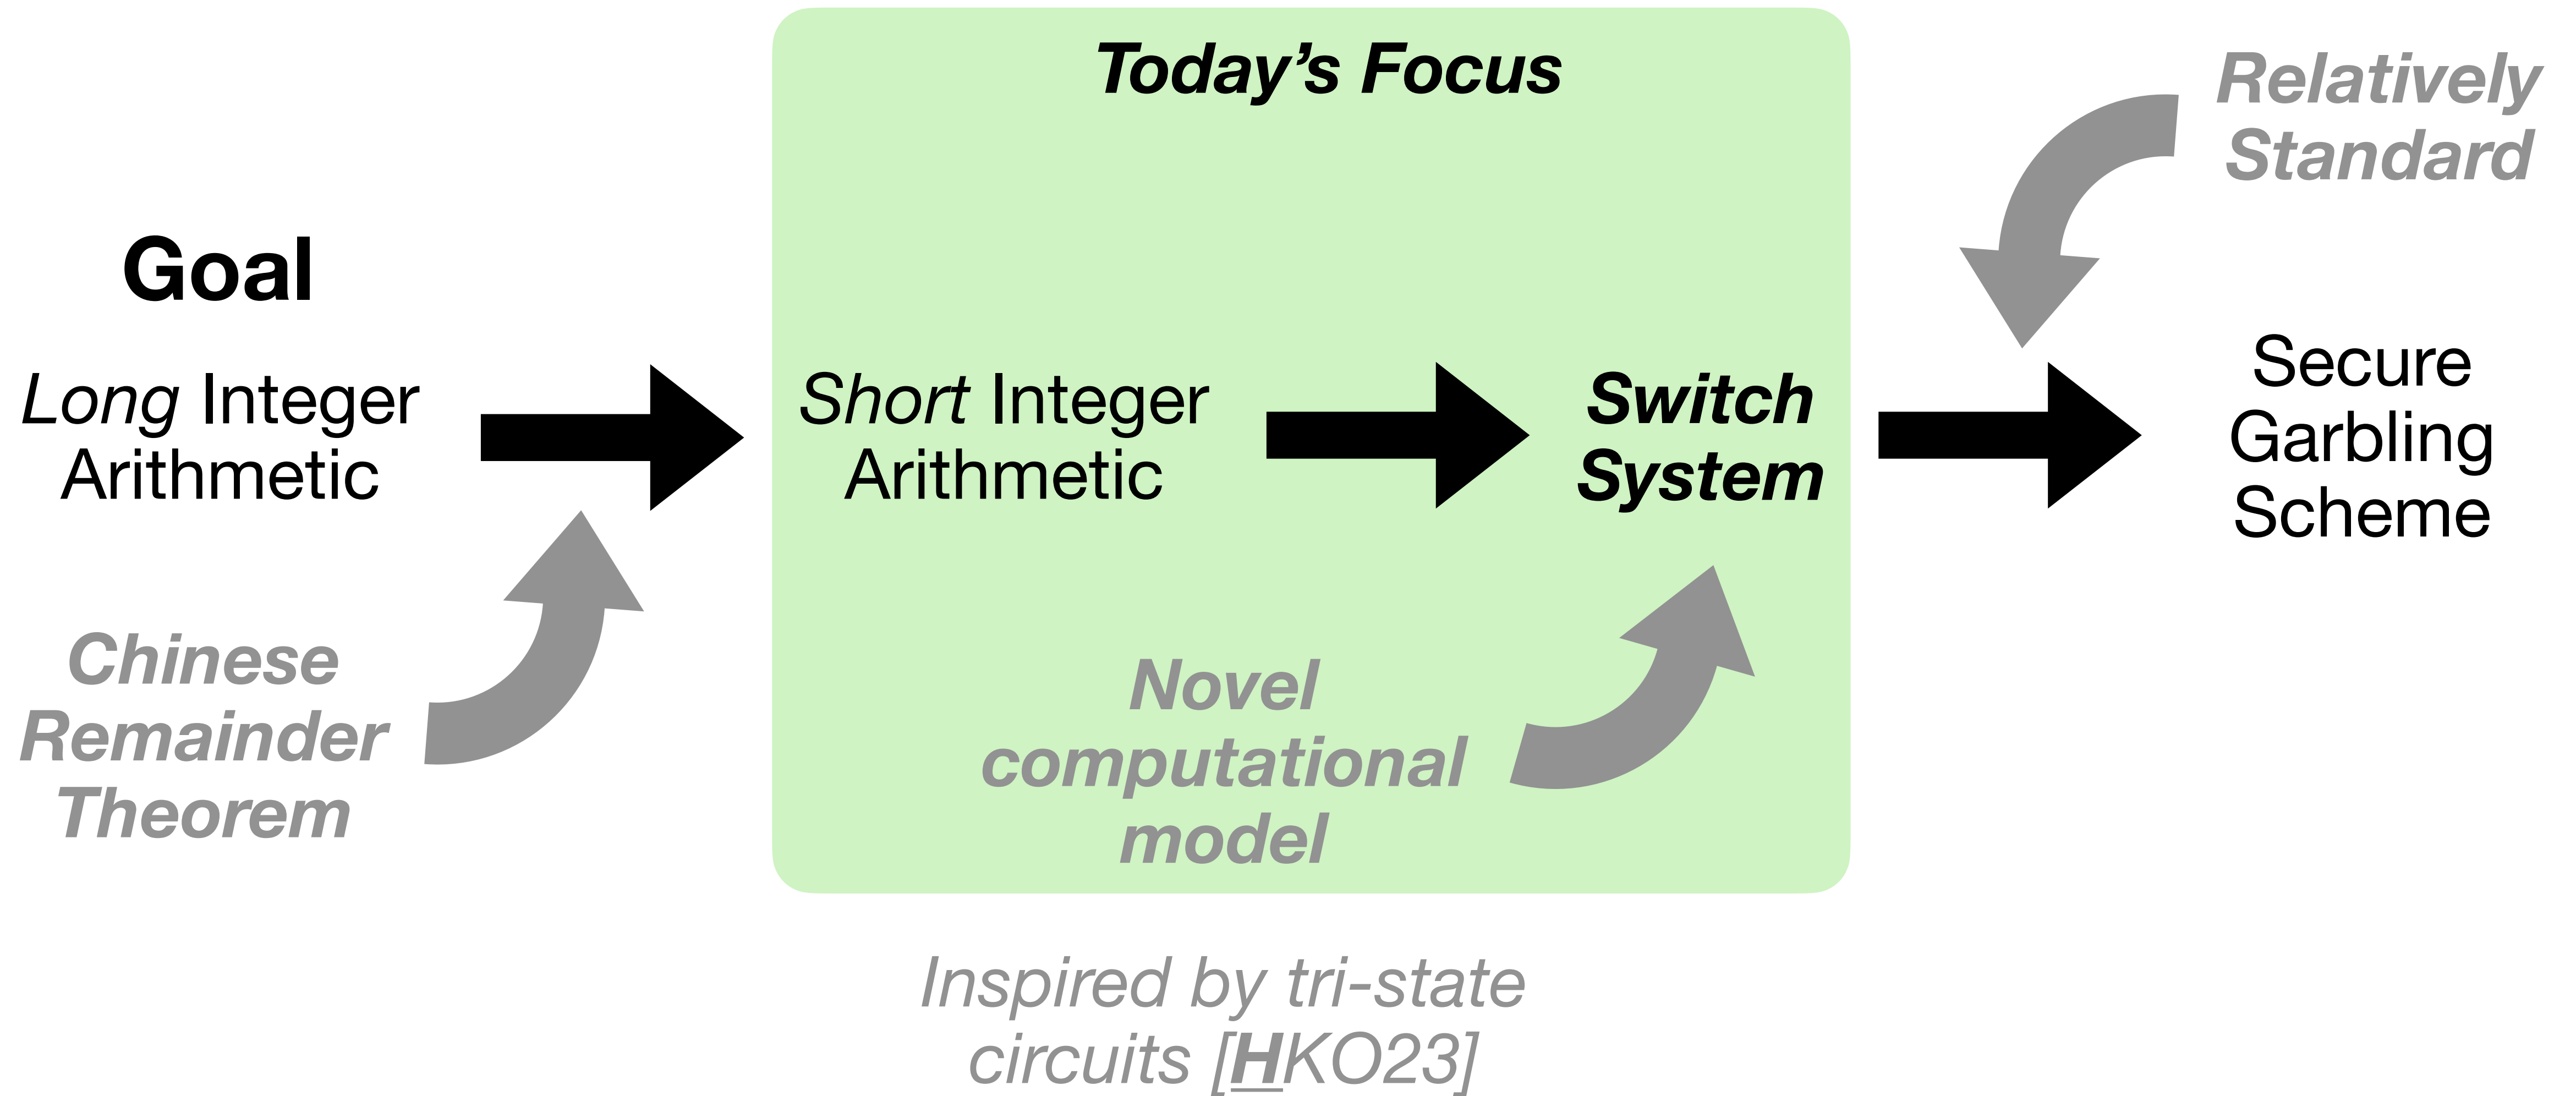 Today’s Focus
Relatively
Standard
Goal
Long Integer
Arithmetic
Short Integer
Arithmetic
Switch
System
Secure
Garbling
Scheme
Chinese
Remainder
Theorem
Novel
computational
model
Inspired by tri-state
circuits [HKO23]